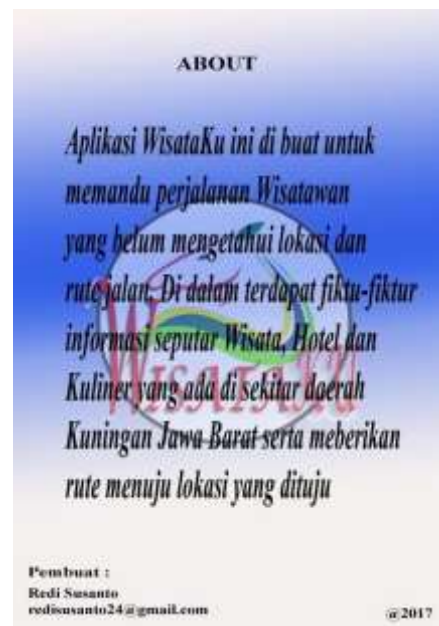 ABOUT
Aplikasi WisataKu ini di buat untuk
memandu perjalanan Wisatawan
yang belum mengetahui lokasi dan
rute jalan. Di dalam terdapat fiktu-fiktur
informasi seputar Wisata, Hotel dan
Kuliner yang ada di sekitar daerah
Kuningan Jawa Barat serta meberikan
rute menuju lokasi yang dituju
WISATAKU
Pembuat :
Redi Susanto
redisusanto24@gmail.com
@2017